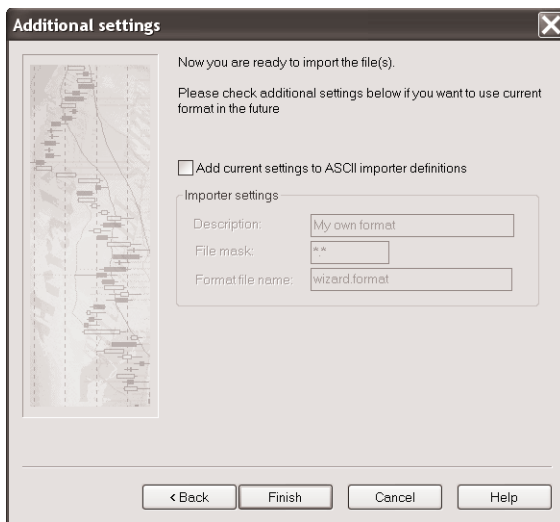 Additional settings
Now you are ready to import the file(s).
Please check additional settings below if you want to use current
format in the future
Add current settings to ASCII importer definitions
Importer settings
Description:
My own format
File mask:
*.*
Format file name:
wizard.format
< Back
Finish
Cancel
Help